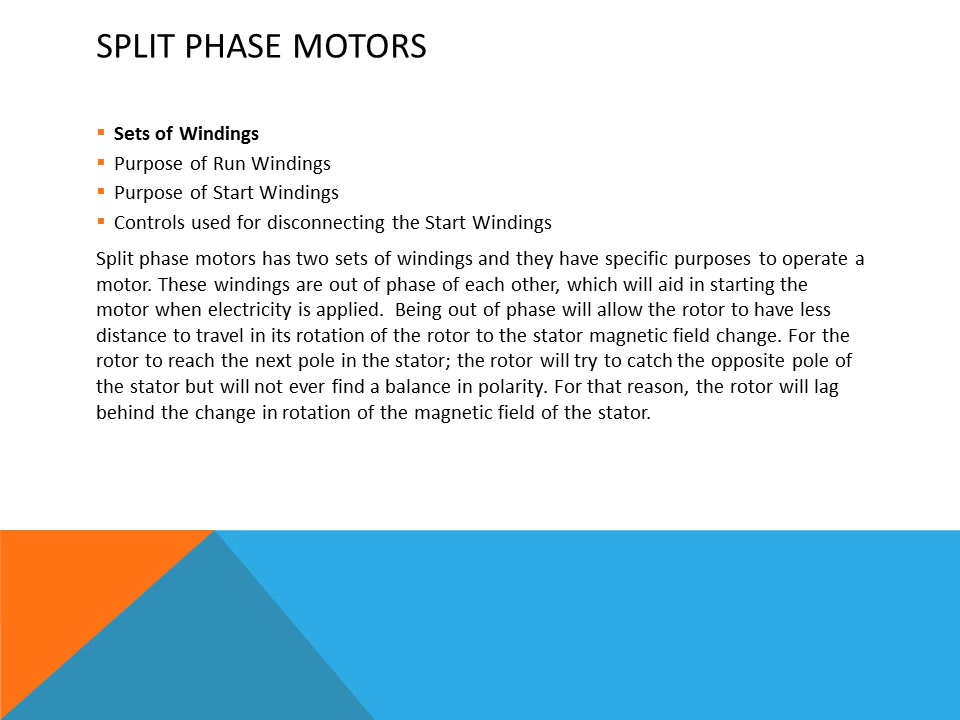 SPLIT PHASE MOTORS
Sets of Windings
Purpose of Run Windings
Purpose of Start Windings
Controls used for disconnecting the Start Windings
Split phase motors has two sets of windings and they have specific purposes to operate a
motor. These windings are out of phase of each other, which will aid in starting the
motor when electricity is applied.  Being out of phase will allow the rotor to have less
distance to travel in its rotation of the rotor to the stator magnetic field change. For the
rotor to reach the next pole in the stator; the rotor will try to catch the opposite pole of
the stator but will not ever find a balance in polarity. For that reason, the rotor will lag
behind the change in rotation of the magnetic field of the stator.